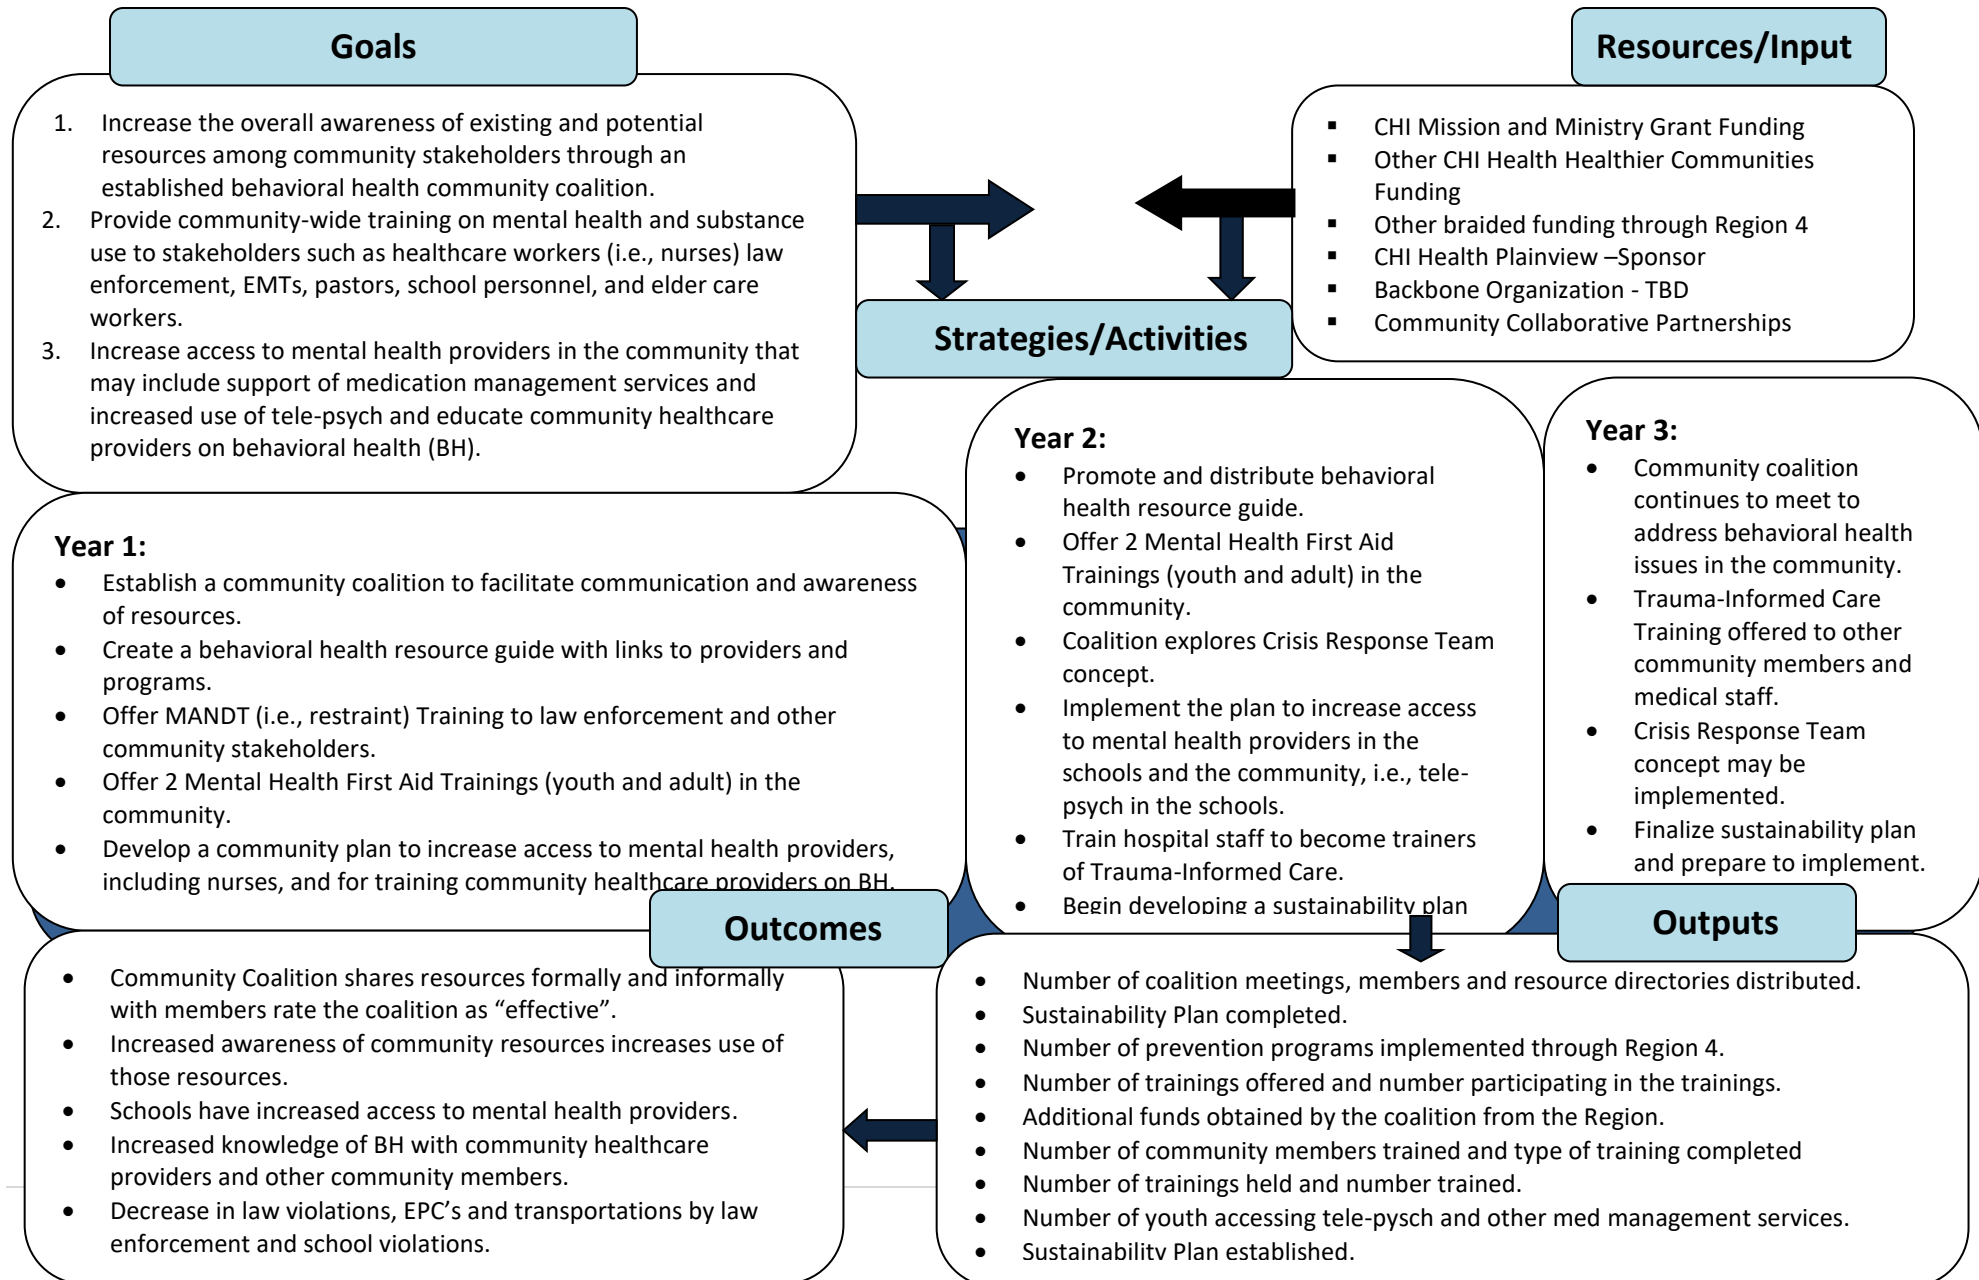 Goals
1. Increase the overall awareness of existing and potential
resources among community stakeholders through an
established behavioral health community coalition.
2. Provide community-wide training on mental health and substance
use to stakeholders such as healthcare workers (i.e., nurses) law
enforcement, EMTs, pastors, school personnel, and elder care
workers.
3. Increase access to mental health providers in the community that
may include support of medication management services and
increased use of tele-psych and educate community healthcare
providers on behavioral health (BH).
Resources/Input
▪ CHI Mission and Ministry Grant Funding
▪ Other CHI Health Healthier Communities
Funding
▪ Other braided funding through Region 4
▪ CHI Health Plainview –Sponsor
▪ Backbone Organization - TBD
▪ Community Collaborative Partnerships
Strategies/Activities
Year 1:
• Establish a community coalition to facilitate communication and awareness
of resources.
• Create a behavioral health resource guide with links to providers and
programs.
• Offer MANDT (i.e., restraint) Training to law enforcement and other
community stakeholders.
• Offer 2 Mental Health First Aid Trainings (youth and adult) in the
community.
• Develop a community plan to increase access to mental health providers,
including nurses, and for training community healthcare providers on BH.
Year 2:
• Promote and distribute behavioral
health resource guide.
• Offer 2 Mental Health First Aid
Trainings (youth and adult) in the
community.
• Coalition explores Crisis Response Team
concept.
• Implement the plan to increase access
to mental health providers in the
schools and the community, i.e., tele-
psych in the schools.
• Train hospital staff to become trainers
of Trauma-Informed Care.
• Begin developing a sustainability plan
Year 3:
• Community coalition
continues to meet to
address behavioral health
issues in the community.
• Trauma-Informed Care
Training offered to other
community members and
medical staff.
• Crisis Response Team
concept may be
implemented.
• Finalize sustainability plan
and prepare to implement.
Outcomes
• Community Coalition shares resources formally and informally
with members rate the coalition as “effective”.
• Increased awareness of community resources increases use of
those resources.
• Schools have increased access to mental health providers.
• Increased knowledge of BH with community healthcare
providers and other community members.
• Decrease in law violations, EPC’s and transportations by law
enforcement and school violations.
Outputs
• Number of coalition meetings, members and resource directories distributed.
• Sustainability Plan completed.
• Number of prevention programs implemented through Region 4.
• Number of trainings offered and number participating in the trainings.
• Additional funds obtained by the coalition from the Region.
• Number of community members trained and type of training completed
• Number of trainings held and number trained.
• Number of youth accessing tele-pysch and other med management services.
• Sustainability Plan established.